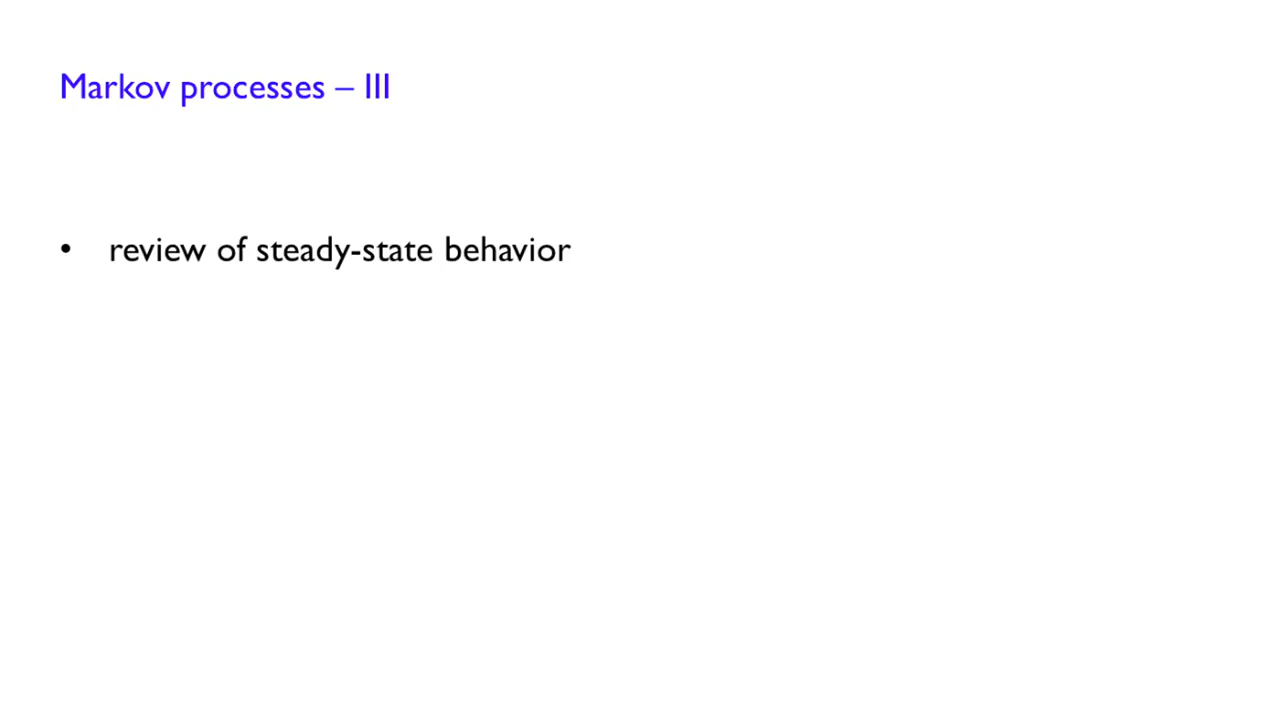 Markov processes – III
• review of steady-state behavior